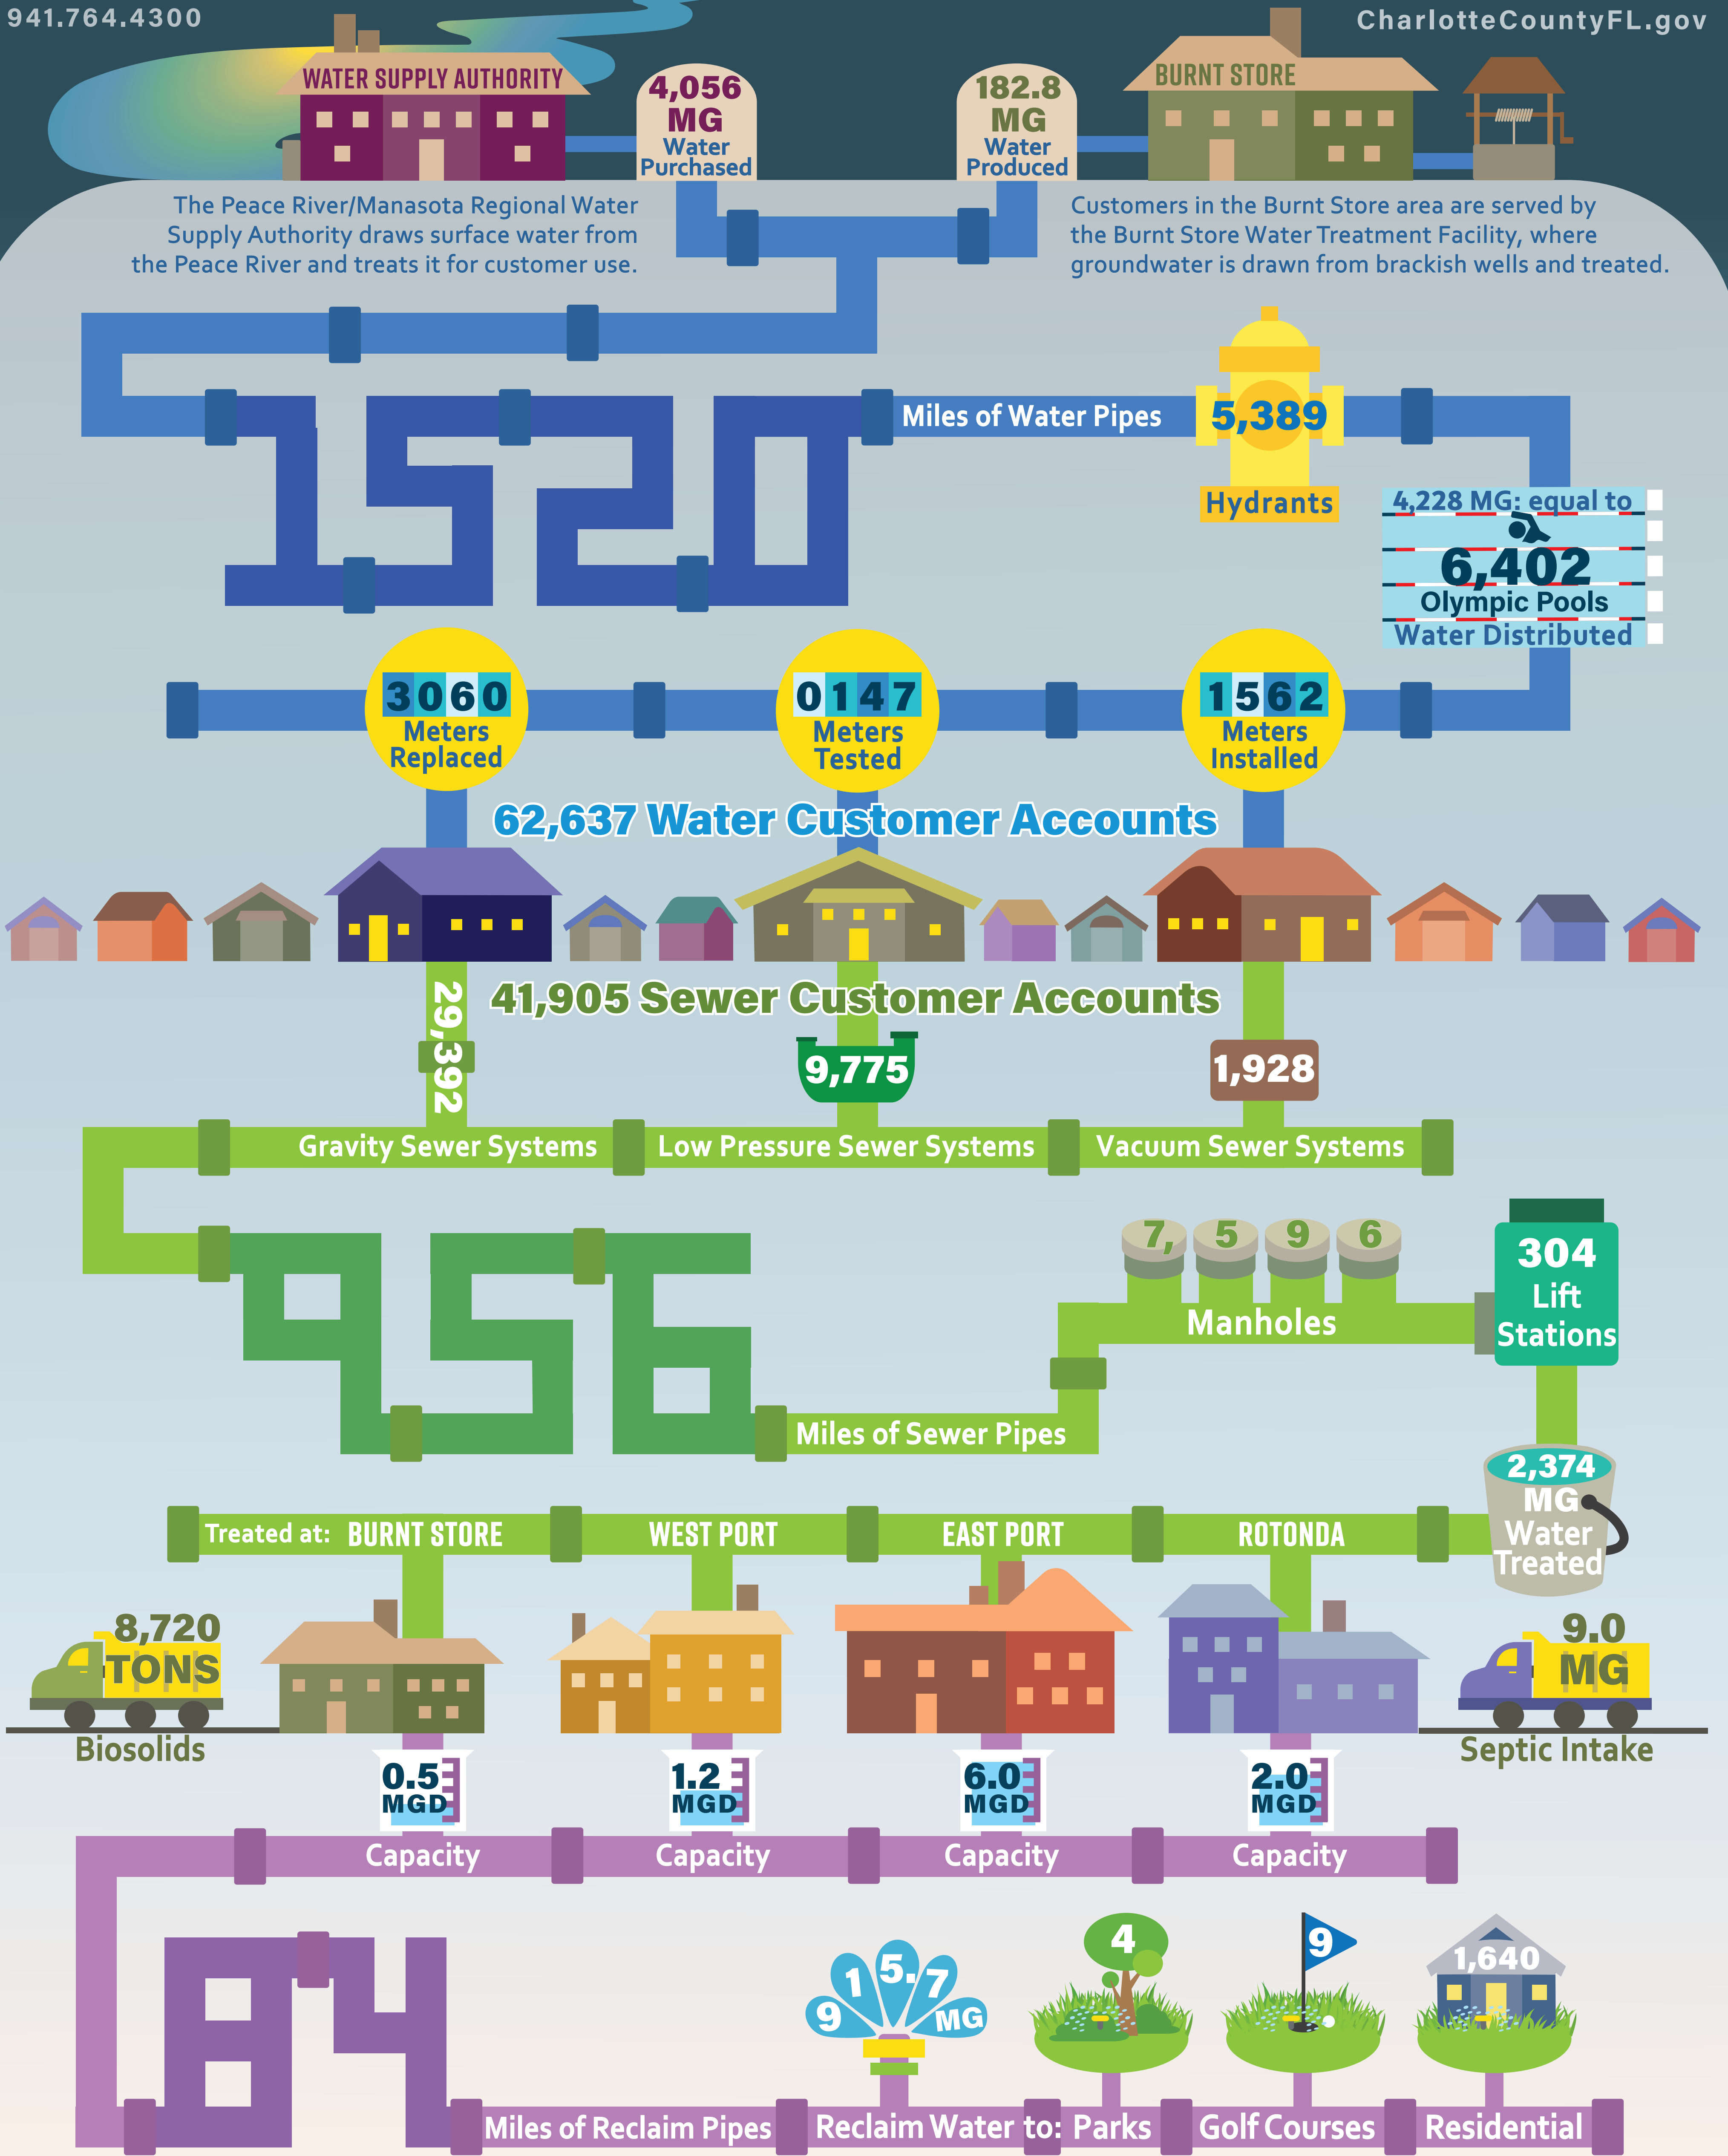 941.764.4300
CharlotteCountyFL.gov
WATER SUPPLY AUTHORITY
4,056
MG
Water
Purchased
182.8
MG
Water
Produced
BURNT STORE
The Peace River/Manasota Regional Water
Supply Authority draws surface water from
the Peace River and treats it for customer use.
Customers in the Burnt Store area are served by
the Burnt Store Water Treatment Facility, where
groundwater is drawn from brackish wells and treated.
1520
Miles of Water Pipes
5,389
Hydrants
4,228 MG: equal to
6,402
Olympic Pools
Water Distributed
3060
Meters
Replaced
0147
Meters
Tested
1562
Meters
Installed
62,637 Water Customer Accounts
41,905 Sewer Customer Accounts
29,392
9,775
1,928
Gravity Sewer Systems
Low Pressure Sewer Systems
Vacuum Sewer Systems
956
Miles of Sewer Pipes
7,596
Manholes
304
Lift
Stations
2,374
MG
Water
Treated
Treated at:
BURNT STORE
WEST PORT
EAST PORT
ROTONDA
8,720
TONS
Biosolids
9.0
MG
Septic Intake
0.5
MGD
1.2
MGD
6.0
MGD
2.0
MGD
Capacity
Capacity
Capacity
Capacity
84
Miles of Reclaim Pipes
915.7 MG
Reclaim Water to:
4
Parks
9
Golf Courses
1,640
Residential